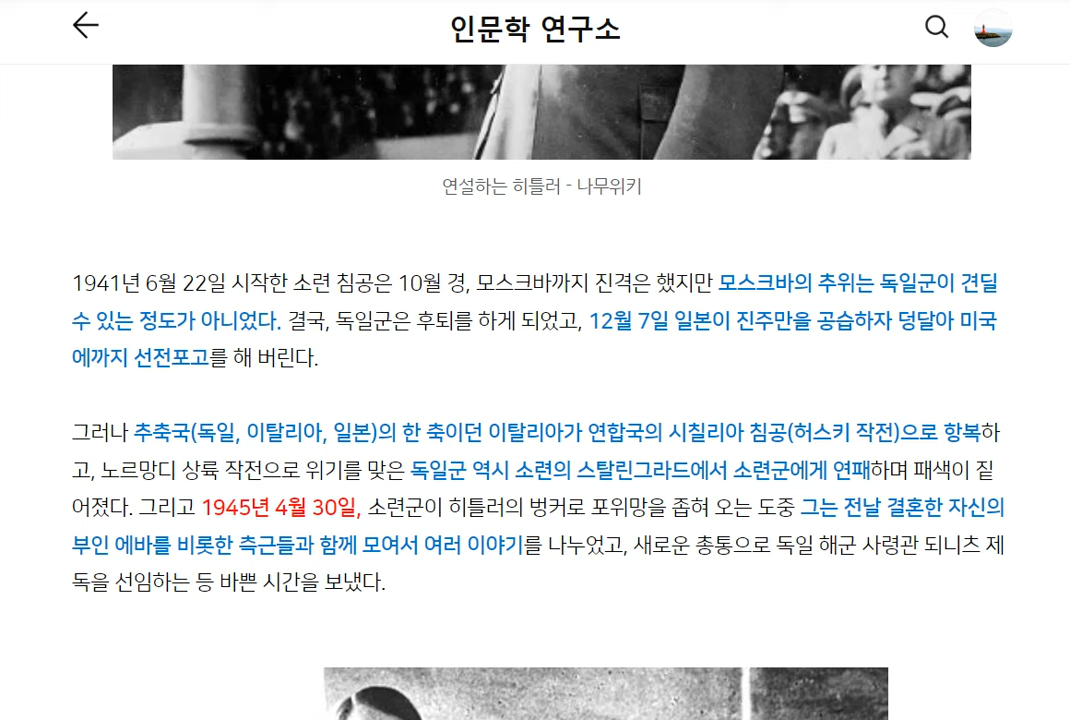 인문학 연구소
연설하는 히틀러 - 나무위키
1941년 6월 22일 시작한 소련 침공은 10월 경, 모스크바까지 진격은 했지만 모스크바의 추위는 독일군이 견딜
수 있는 정도가 아니었다. 결국, 독일군은 후퇴를 하게 되었고, 12월 7일 일본이 진주만을 공습하자 덩달아 미국
에까지 선전포고를 해 버린다.
그러나 추축국(독일, 이탈리아, 일본)의 한 축이던 이탈리아가 연합국의 시칠리아 침공(허스키 작전)으로 항복하
고, 노르망디 상륙 작전으로 위기를 맞은 독일군 역시 소련의 스탈린그라드에서 소련군에게 연패하며 패색이 짙
어졌다. 그리고 1945년 4월 30일, 소련군이 히틀러의 벙커로 포위망을 좁혀 오는 도중 그는 전날 결혼한 자신의
부인 에바를 비롯한 측근들과 함께 모여서 여러 이야기를 나누었고, 새로운 총통으로 독일 해군 사령관 되니츠 제
독을 선임하는 등 바쁜 시간을 보냈다.